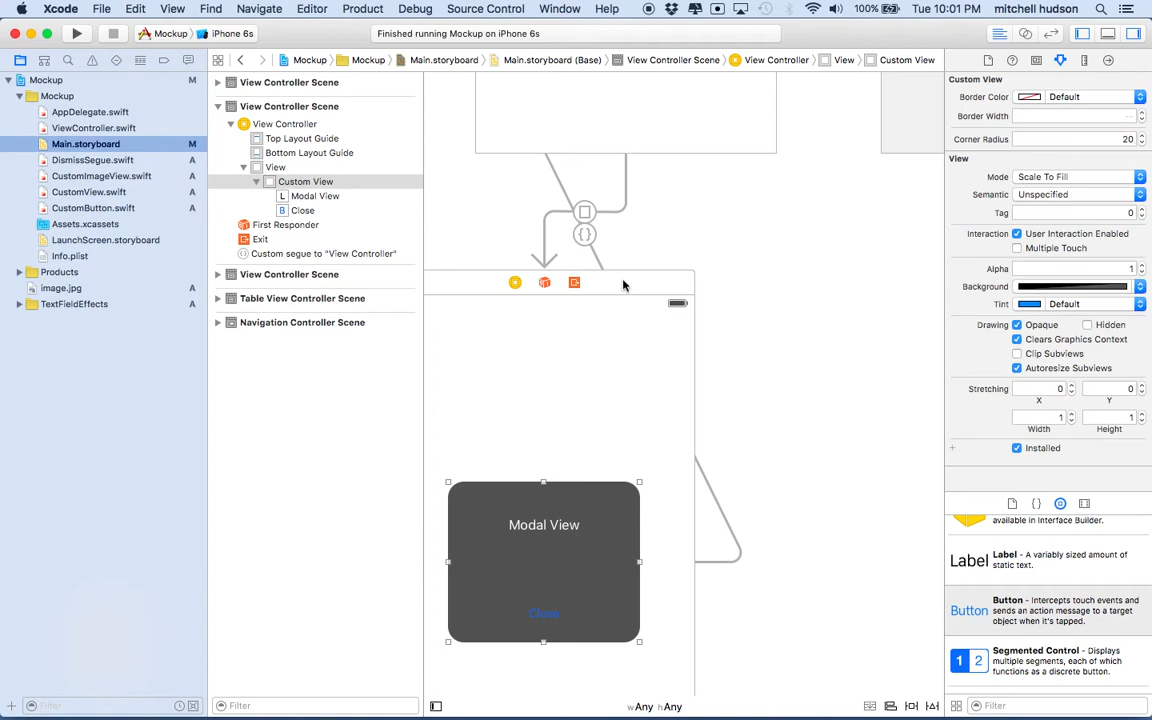 Xcode File Edit View Find Navigate Editor Product Debug Source Control Window Help 100% Tue 10:01 PM mitchell hudson
Mockup iPhone 6s Finished running Mockup on iPhone 6s
Mockup Mockup Main.storyboard Main.storyboard (Base) View Controller Scene View Controller View Custom View
Mockup
Mockup
AppDelegate.swift
ViewController.swift
Main.storyboard M
DismissSegue.swift A
CustomImageView.swift A
CustomView.swift A
CustomButton.swift A
Assets.xcassets
LaunchScreen.storyboard A
Info.plist
Products
image.jpg A
TextFieldEffects A
Filter
View Controller Scene
View Controller Scene
View Controller
Top Layout Guide
Bottom Layout Guide
View
Custom View
L Modal View
B Close
First Responder
Exit
Custom segue to "View Controller"
View Controller Scene
Table View Controller Scene
Navigation Controller Scene
Filter
{}
Modal View
Close
wAny hAny
Custom View
Border Color Default
Border Width --
Corner Radius 20
View
Mode Scale To Fill
Semantic Unspecified
Tag 0
Interaction User Interaction Enabled
Multiple Touch
Alpha 1
Background
Tint Default
Drawing Opaque Hidden
Clears Graphics Context
Clip Subviews
Autoresize Subviews
Stretching 0 0
X Y
1 1
Width Height
+ Installed
{}
available in Interface Builder.
Label Label - A variably sized amount of
static text.
Button Button - Intercepts touch events and
sends an action message to a target
object when it's tapped.
1 2 Segmented Control - Displays
multiple segments, each of which
functions as a discrete button.
Filter